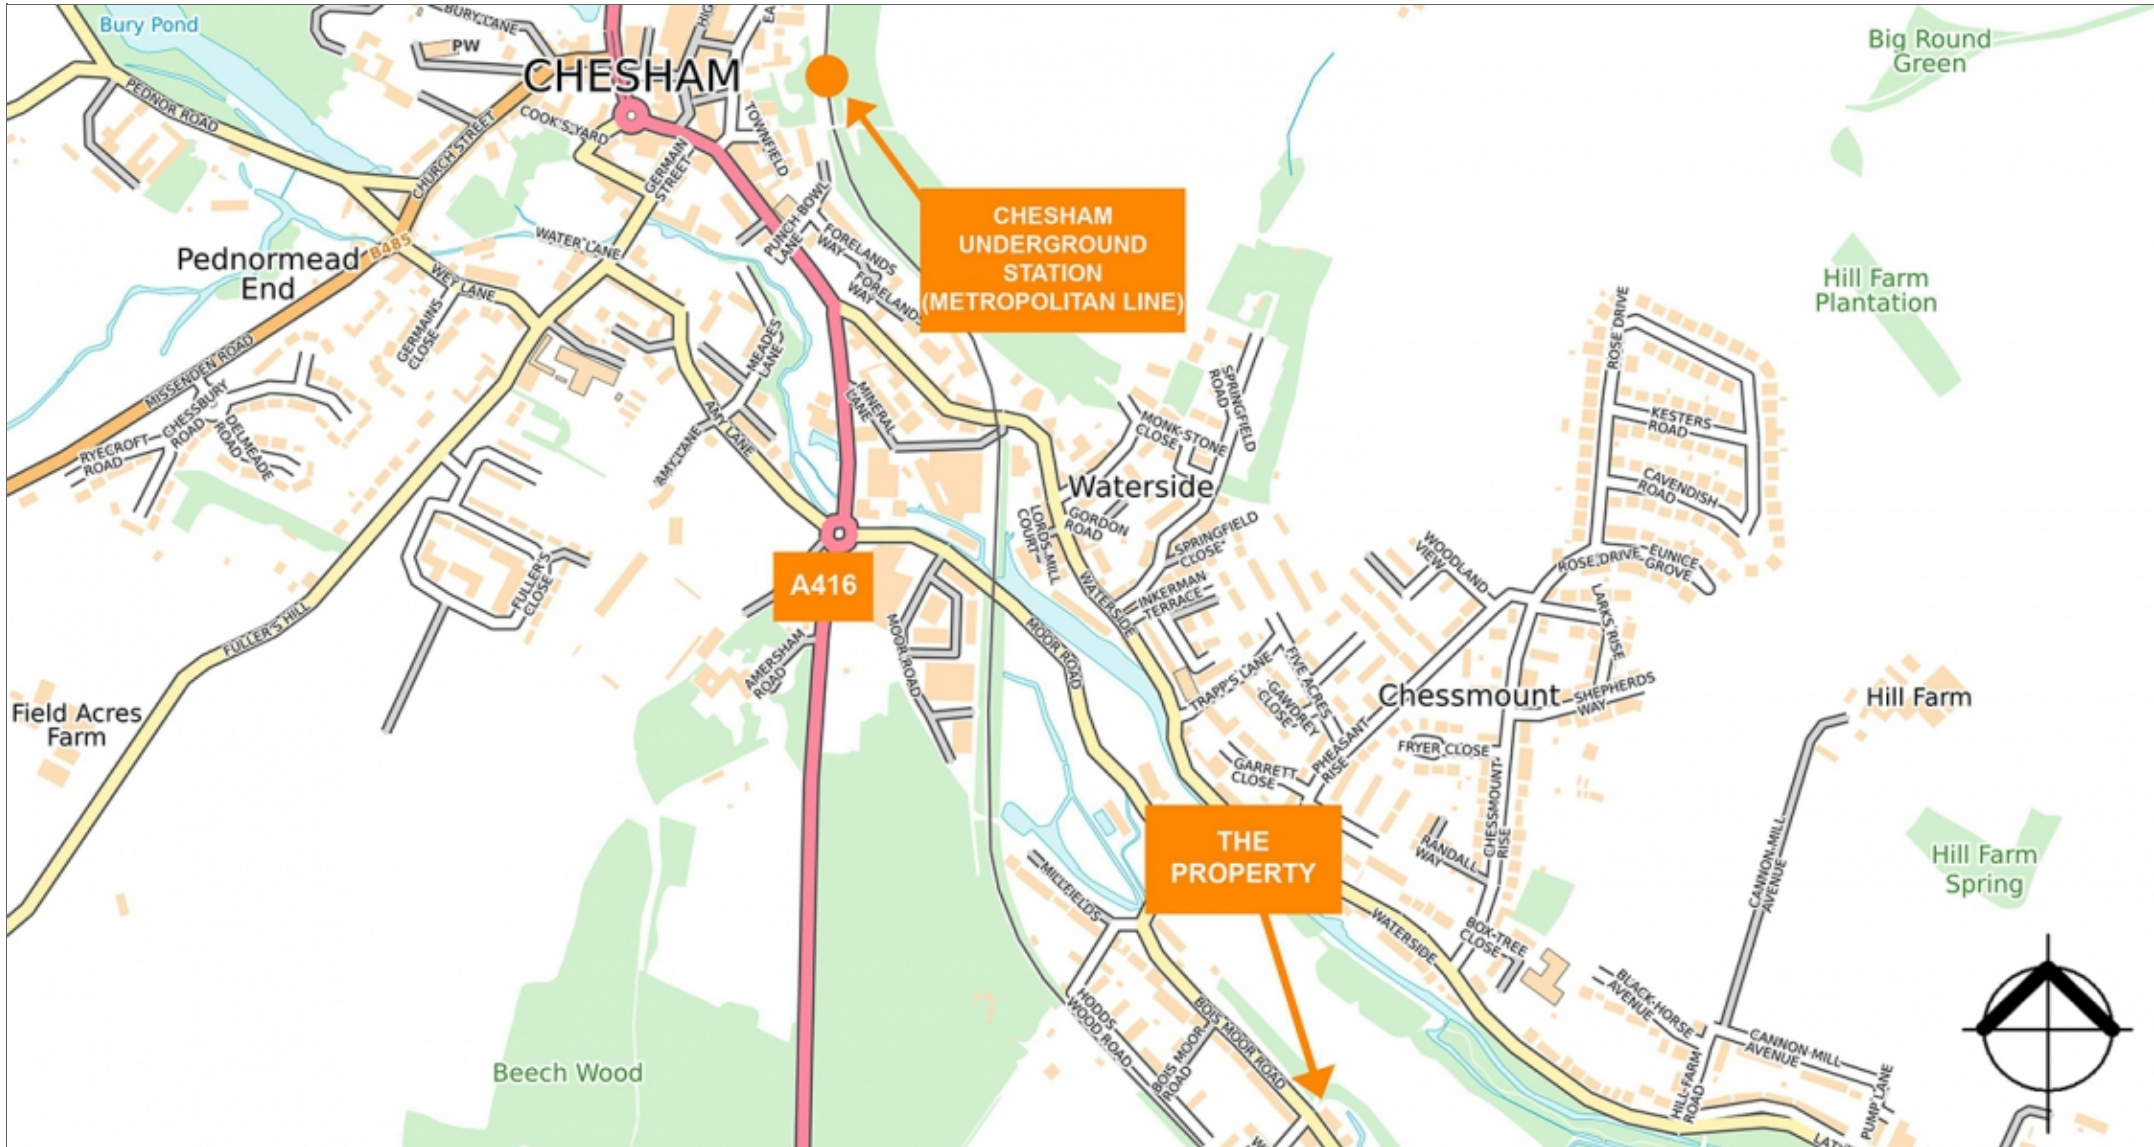 Bury Pond
BURY LANE
PW
CHESHAM
PEDNOR ROAD
COOK'S YARD
CHURCH STREET
GERMAIN
STREET
TOWNFIELD
Big Round
Green
CHESHAM
UNDERGROUND
STATION
(METROPOLITAN LINE)
PUNCH BOWL
LANE
FORELANDS
WAY
FORELANDS
WAY
WATER LANE
B485
Pednormead
End
WEY LANE
GERMAINS
CLOSE
MISSENDEN ROAD
CHESSBURY
ROAD
RYECROFT
ROAD
DELMEADE
ROAD
MEADES
LANE
AMY LANE
AMY LANE
MINERAL
LANE
Hill Farm
Plantation
ROSE DRIVE
KESTERS
ROAD
CAVENDISH
ROAD
SPRINGFIELD
ROAD
MONK-STONE
CLOSE
Waterside
GORDON
ROAD
LORDS MILL
COURT
SPRINGFIELD
CLOSE
INKERMAN
TERRACE
WATERSIDE
WOODLAND
VIEW
ROSE DRIVE
EUNICE
GROVE
LARKS RISE
A416
FULLER'S
CLOSE
FULLER'S HILL
AMERSHAM
ROAD
MOOR ROAD
MOOR ROAD
TRAPP'S LANE
FIVE ACRES
GAWDREY
CLOSE
Chessmount
SHEPHERDS
WAY
Hill Farm
Field Acres
Farm
FRYER CLOSE
PHEASANT
RISE
GARRETT
CLOSE
CHESSMOUNT
RISE
RANDALL
WAY
THE
PROPERTY
CANNON-MILL
AVENUE
Hill Farm
Spring
MILLFIELDS
WATERSIDE
BOX-TREE
CLOSE
BLACK-HORSE
AVENUE
HODDS
WOOD ROAD
BOIS MOOR ROAD
BOIS MOOR
ROAD
CANNON-MILL
AVENUE
HILL-FARM
ROAD
PUMP LANE
Beech Wood